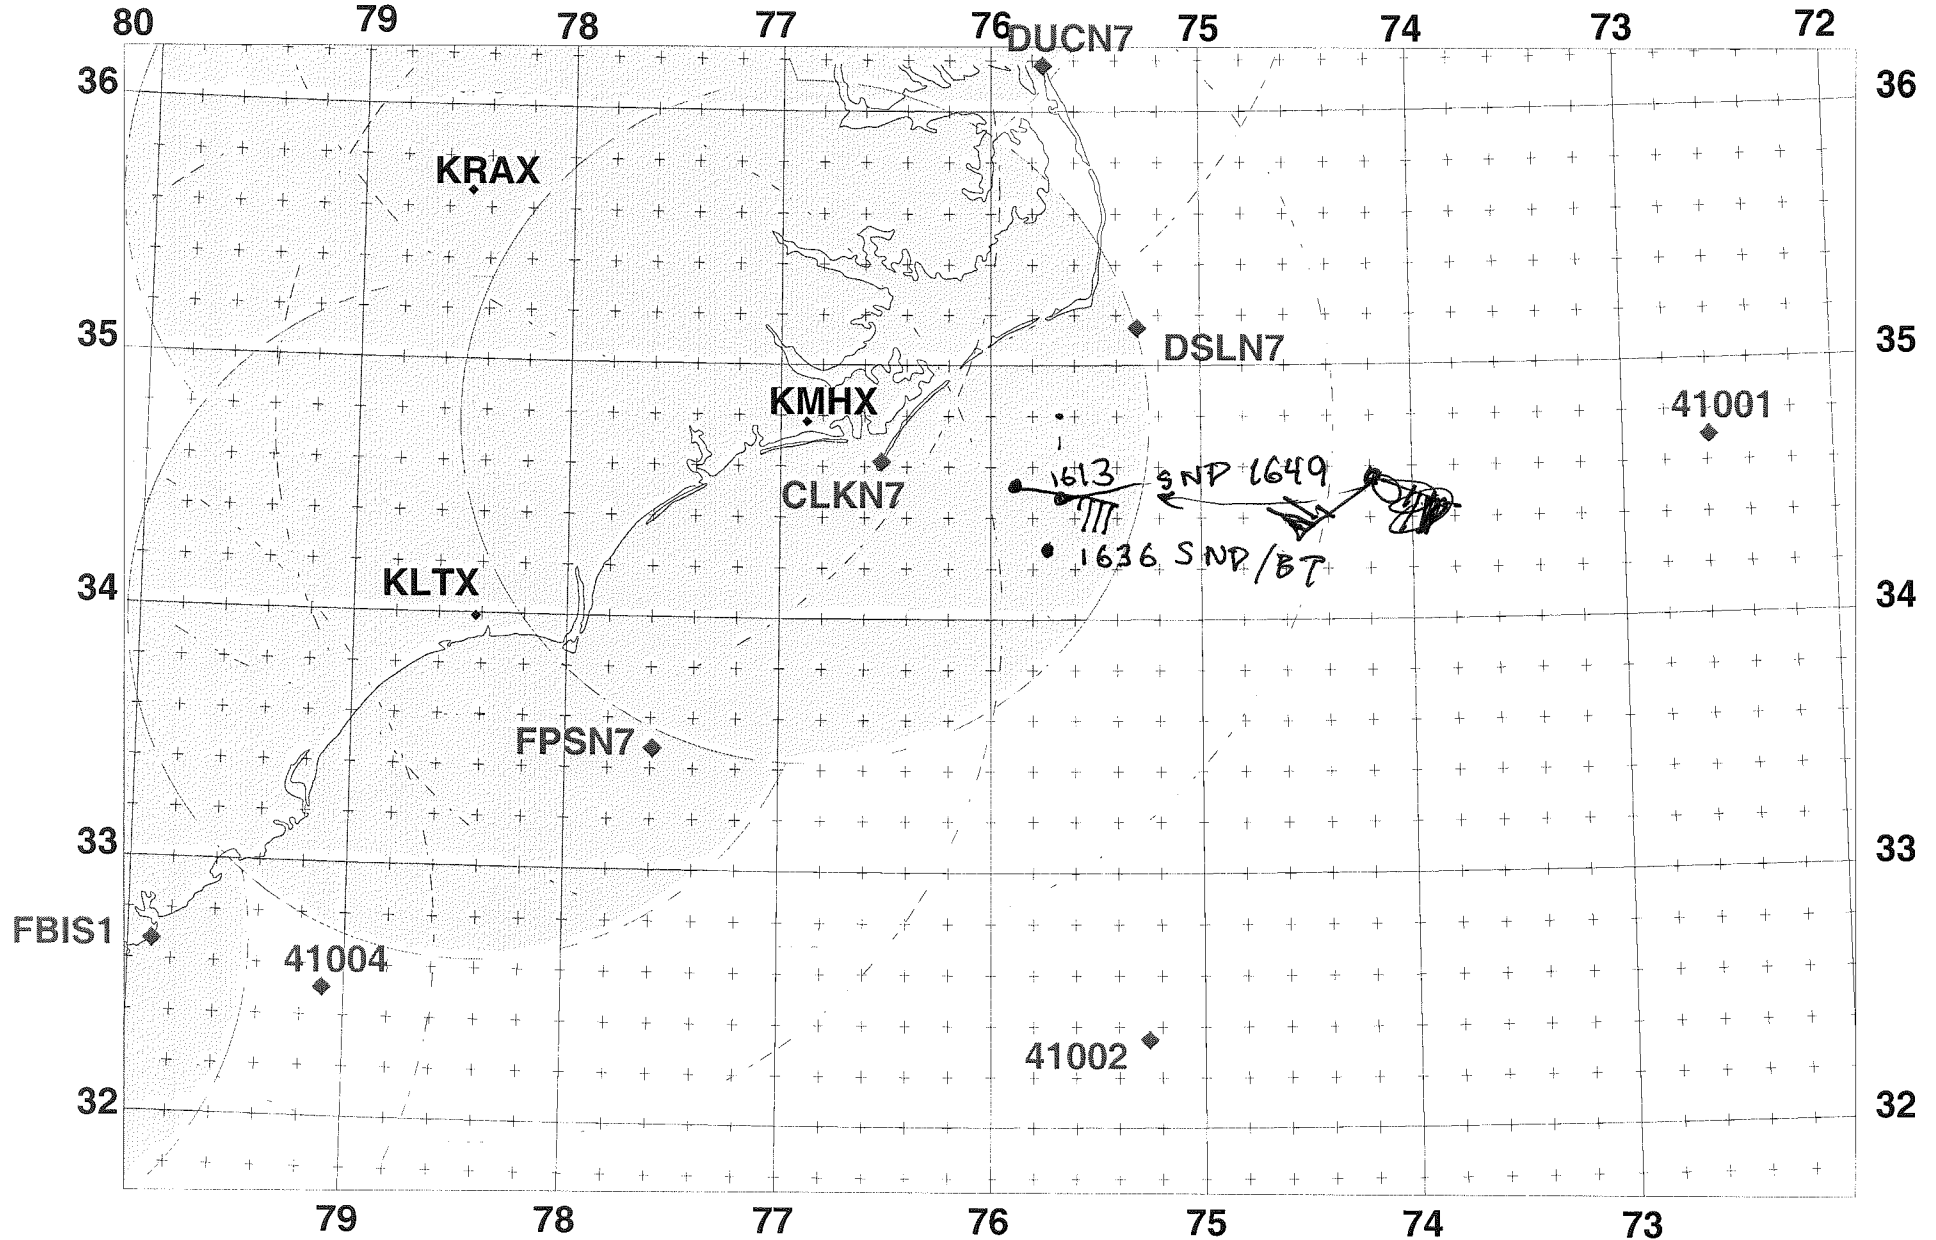 80 79 78 77 76 75 74 73 72
DUCN7
36 36
KRAX
35 35
DSLN7
KMHX
41001
CLKN7
1613 SND 1649
1636 SND/BT
KLTX
34 34
FPSN7
33 33
FBIS1
41004
41002
32 32
79 78 77 76 75 74 73